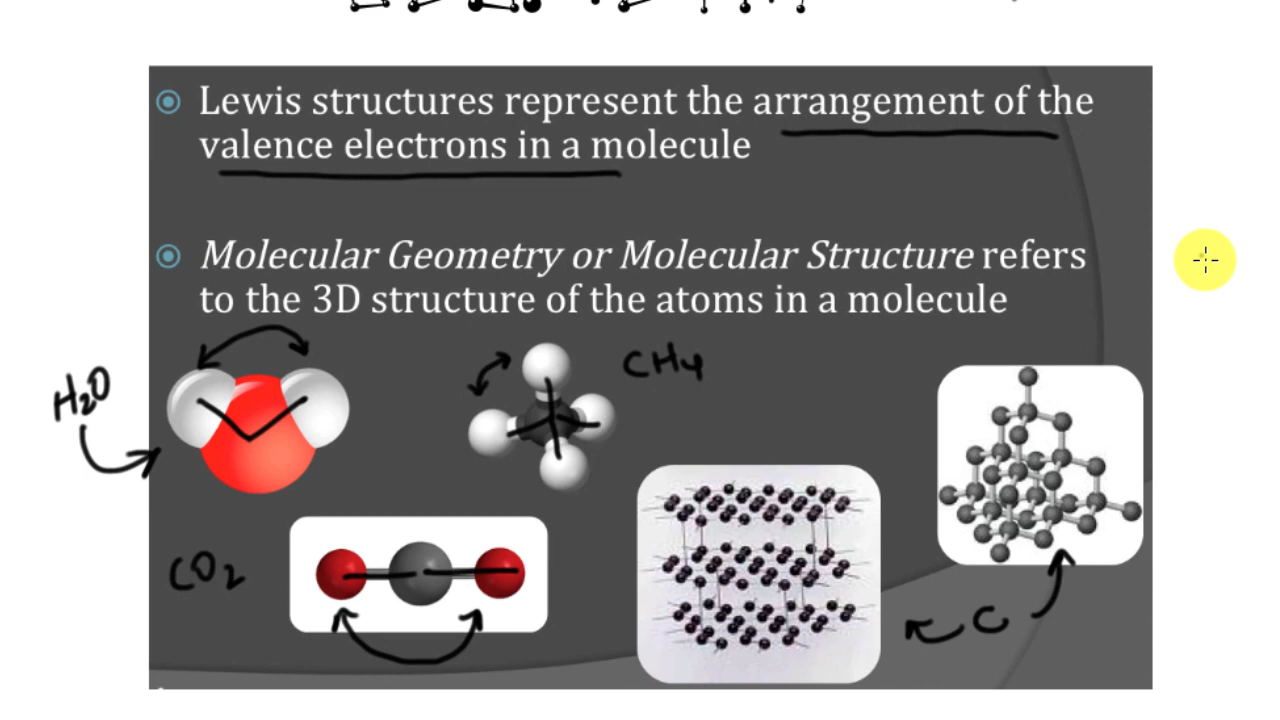 Lewis structures represent the arrangement of the
valence electrons in a molecule
Molecular Geometry or Molecular Structure refers
to the 3D structure of the atoms in a molecule
H2O
CH4
CO2
C